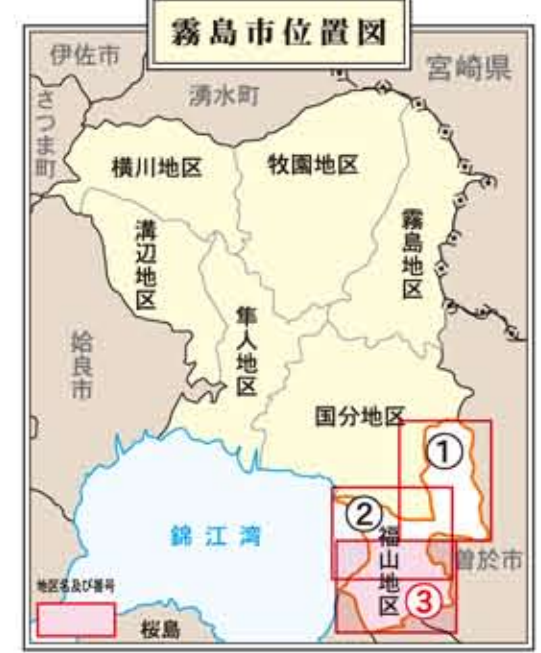 霧島市位置図
伊佐市
宮崎県
湧水町
さつま町
横川地区
牧園地区
霧島地区
溝辺地区
隼人地区
姶良市
国分地区
①
②
錦江湾
福山地区
曽於市
③
地区名及び番号
桜島